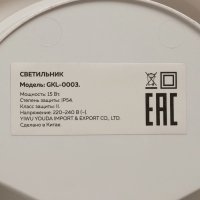 СВЕТИЛЬНИК
Модель: GKL-0003.
Мощность: 15 Вт.
Степень защиты: IP54.
Класс защиты: II.
Напряжение: 220-240 В (~).
YIWU YOUDA IMPORT & EXPORT CO., LTD.
Сделано в Китае.
EAC